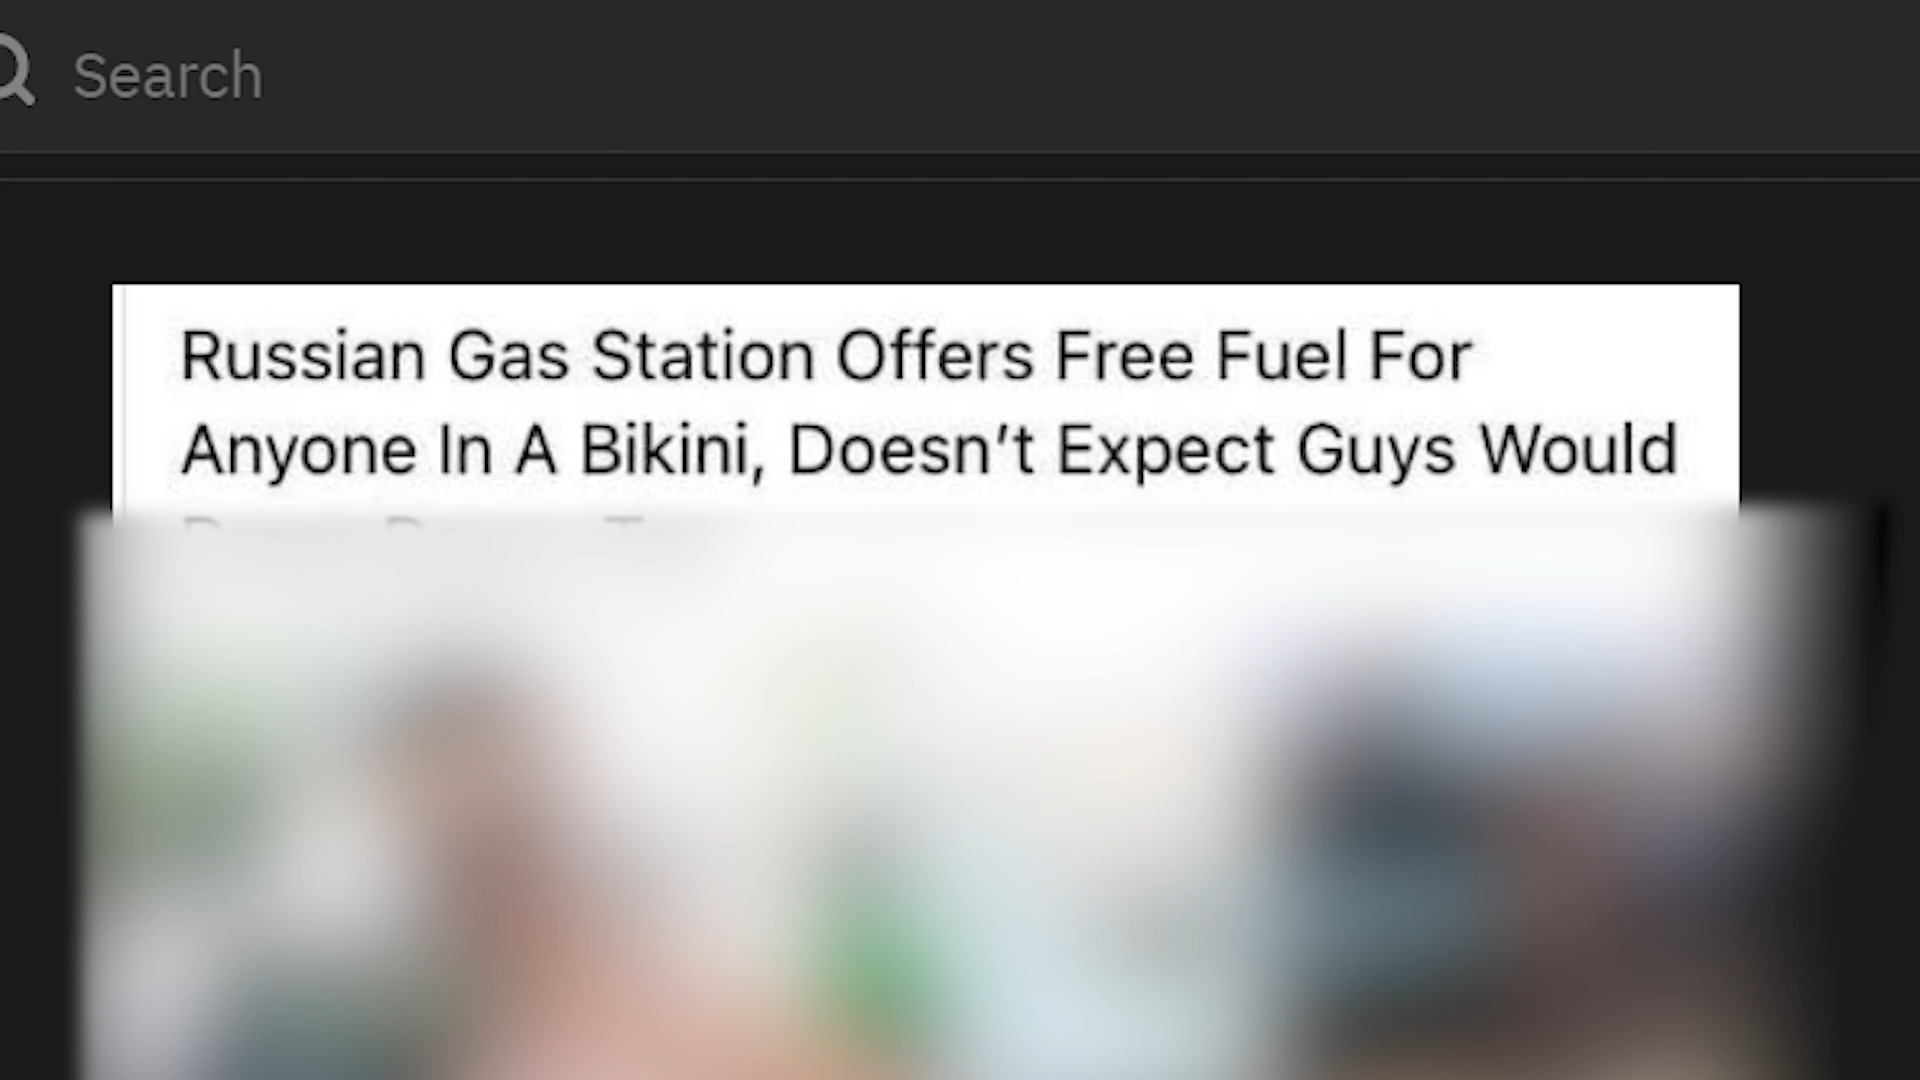 Search
Russian Gas Station Offers Free Fuel For
Anyone In A Bikini, Doesn’t Expect Guys Would